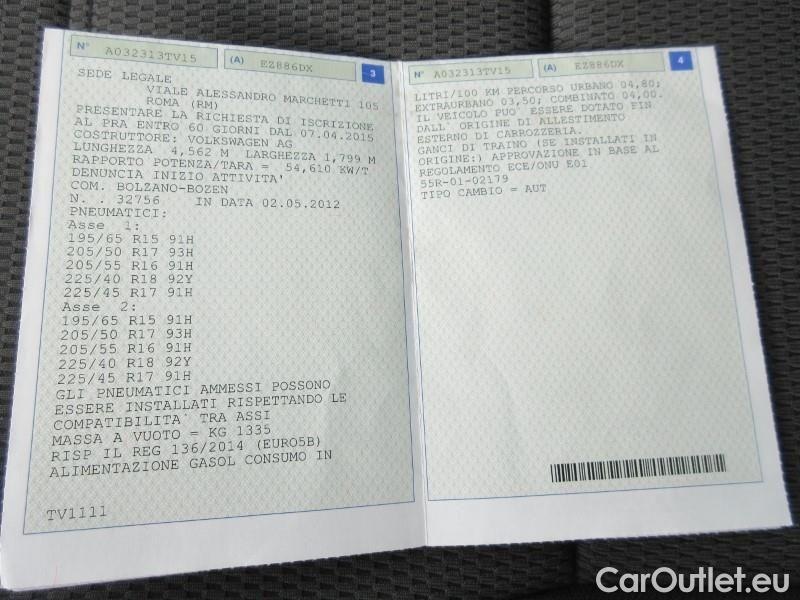 N° A032313TV15 (A) EZ886DX 3
SEDE LEGALE
VIALE ALESSANDRO MARCHETTI 105
ROMA (RM)
PRESENTARE LA RICHIESTA DI ISCRIZIONE
AL PRA ENTRO 60 GIORNI DAL 07.04.2015
COSTRUTTORE: VOLKSWAGEN AG
LUNGHEZZA 4,562 M LARGHEZZA 1,799 M
RAPPORTO POTENZA/TARA = 54,610 KW/T
DENUNCIA INIZIO ATTIVITA'
COM. BOLZANO-BOZEN
N. . 32756 IN DATA 02.05.2012
PNEUMATICI:
Asse 1:
195/65 R15 91H
205/50 R17 93H
205/55 R16 91H
225/40 R18 92Y
225/45 R17 91H
Asse 2:
195/65 R15 91H
205/50 R17 93H
205/55 R16 91H
225/40 R18 92Y
225/45 R17 91H
GLI PNEUMATICI AMMESSI POSSONO
ESSERE INSTALLATI RISPETTANDO LE
COMPATIBILITA` TRA ASSI
MASSA A VUOTO = KG 1335
RISP IL REG 136/2014 (EURO5B)
ALIMENTAZIONE GASOL CONSUMO IN
TV1111
N° A032313TV15 (A) EZ886DX 4
LITRI/100 KM PERCORSO URBANO 04,80;
EXTRAURBANO 03,50; COMBINATO 04,00.
IL VEICOLO PUO` ESSERE DOTATO FIN
DALL` ORIGINE DI ALLESTIMENTO
ESTERNO DI CARROZZERIA.
GANCI DI TRAINO (SE INSTALLATI IN
ORIGINE:) APPROVAZIONE IN BASE AL
REGOLAMENTO ECE/ONU E01
55R-01-02179
TIPO CAMBIO = AUT
CarOutlet.eu